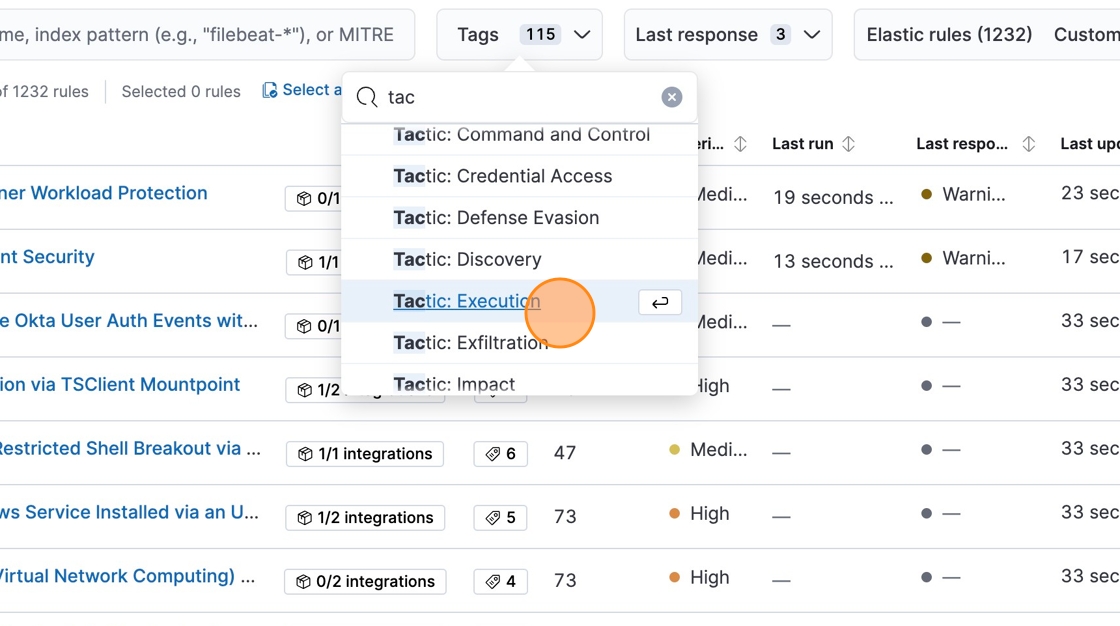 me, index pattern (e.g., "filebeat-*"), or MITRE
Tags 115
Last response 3
Elastic rules (1232) Custom
of 1232 rules
Selected 0 rules
Select a
tac
Tactic: Command and Control
Tactic: Credential Access
Tactic: Defense Evasion
Tactic: Discovery
Tactic: Execution
Tactic: Exfiltration
Tactic: Impact
eri... Last run Last respo... Last upd
ner Workload Protection 0/1 Medi... 19 seconds ... Warni... 23 sec
nt Security 1/1 Medi... 13 seconds ... Warni... 17 sec
e Okta User Auth Events wit... 0/1 Medi... — — 33 sec
ion via TSClient Mountpoint 1/2 High — — 33 sec
Restricted Shell Breakout via ... 1/1 integrations 6 47 Medi... — — 33 sec
ws Service Installed via an U... 1/2 integrations 5 73 High — — 33 sec
Virtual Network Computing) ... 0/2 integrations 4 73 High — — 33 sec